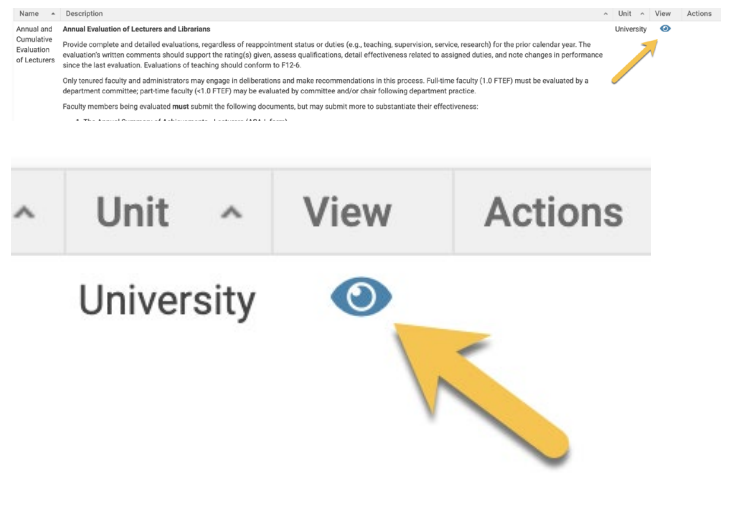 Name Description Unit View Actions
Annual and Annual Evaluation of Lecturers and Librarians University
Cumulative
Evaluation Provide complete and detailed evaluations, regardless of reappointment status or duties (e.g., teaching, supervision, service, research) for the prior calendar year. The
of Lecturers evaluation's written comments should support the rating(s) given, assess qualifications, detail effectiveness related to assigned duties, and note changes in performance
since the last evaluation. Evaluations of teaching should conform to F12-6.
Only tenured faculty and administrators may engage in deliberations and make recommendations in this process. Full-time faculty (1.0 FTEF) must be evaluated by a
department committee; part-time faculty (<1.0 FTEF) may be evaluated by committee and/or chair following department practice.
Faculty members being evaluated must submit the following documents, but may submit more to substantiate their effectiveness:
Unit View Actions
University